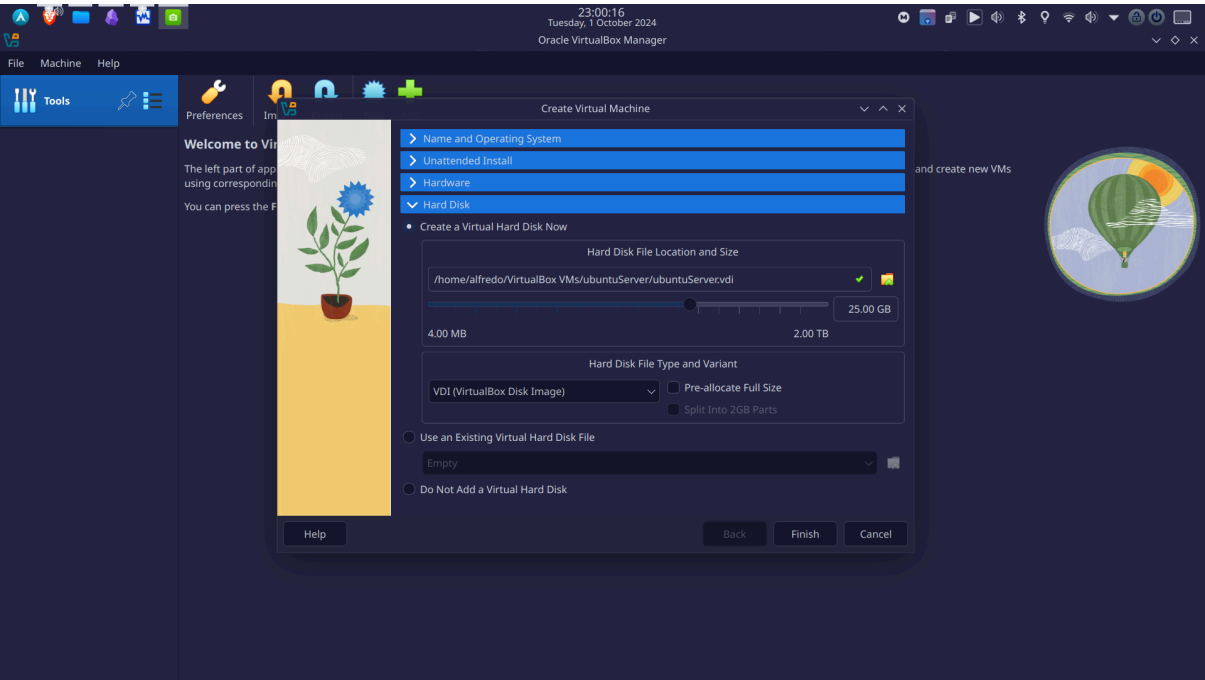 23:00:16
Tuesday, 1 October 2024
Oracle VirtualBox Manager
File Machine Help
Tools
Preferences
Im
Welcome to Vir
The left part of app
and create new VMs
using correspondin
You can press the F
Create Virtual Machine
Name and Operating System
Unattended Install
Hardware
Hard Disk
Create a Virtual Hard Disk Now
Hard Disk File Location and Size
/home/alfredo/VirtualBox VMs/ubuntuServer/ubuntuServer.vdi
25.00 GB
4.00 MB 2.00 TB
Hard Disk File Type and Variant
VDI (VirtualBox Disk Image)
Pre-allocate Full Size
Split Into 2GB Parts
Use an Existing Virtual Hard Disk File
Empty
Do Not Add a Virtual Hard Disk
Help Back Finish Cancel